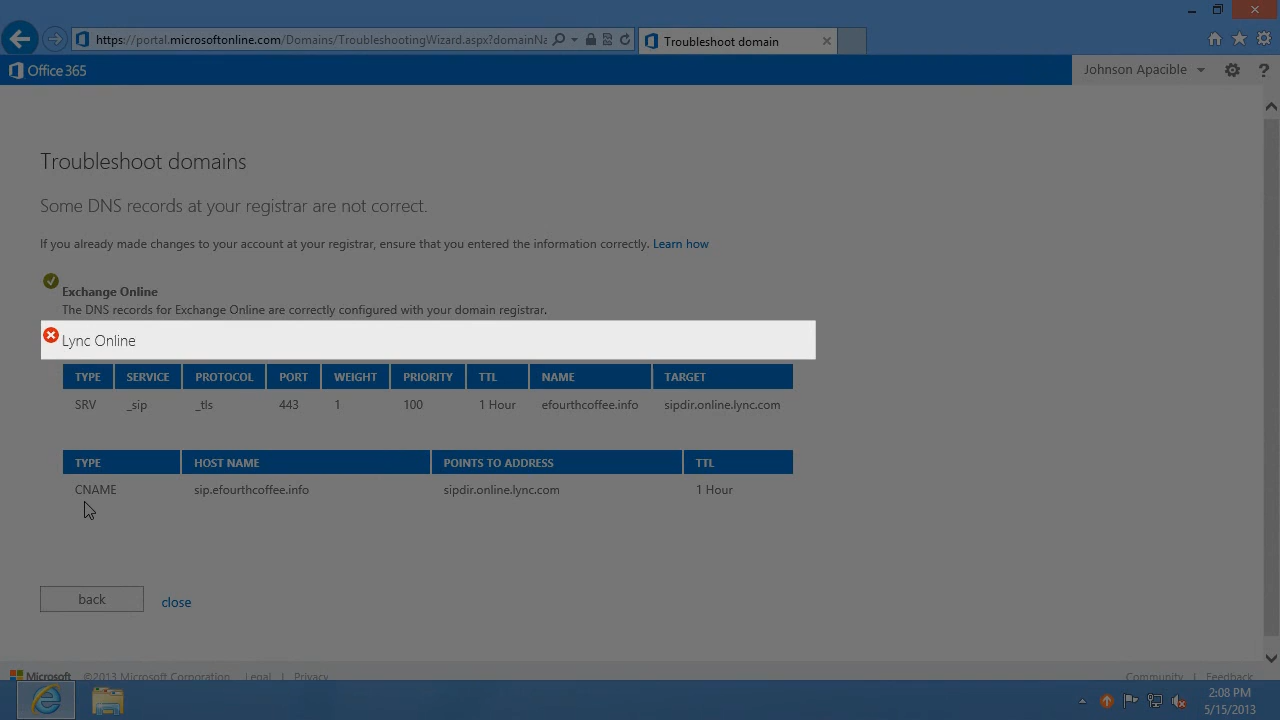 https://portal.microsoftonline.com/Domains/TroubleshootingWizard.aspx?domainNa
Troubleshoot domain
Office 365
Johnson Apacible
?
Troubleshoot domains
Some DNS records at your registrar are not correct.
If you already made changes to your account at your registrar, ensure that you entered the information correctly. Learn how
Exchange Online
The DNS records for Exchange Online are correctly configured with your domain registrar.
Lync Online
TYPE SERVICE PROTOCOL PORT WEIGHT PRIORITY TTL NAME TARGET
SRV _sip _tls 443 1 100 1 Hour efourthcoffee.info sipdir.online.lync.com
TYPE HOST NAME POINTS TO ADDRESS TTL
CNAME sip.efourthcoffee.info sipdir.online.lync.com 1 Hour
back close
Microsoft ©2013 Microsoft Corporation Legal Privacy Community Feedback
2:08 PM
5/15/2013